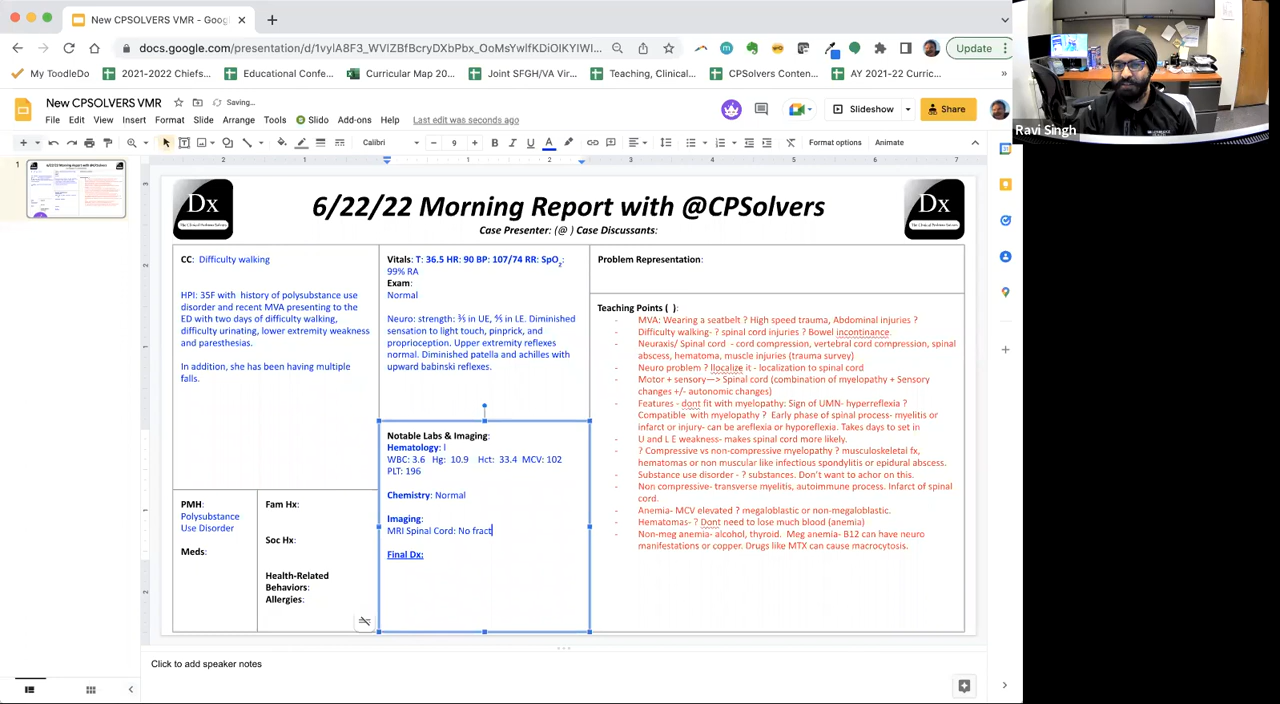 New CPSOLVERS VMR - Goog
docs.google.com/presentation/d/1vyIA8F5_WVlZBfBcryDXbPbx_OoMsYwlfKDiOlKYlWI...
Update
My ToodleDo
2021-2022 Chiefs...
Educational Confe...
Curricular Map 20...
Joint SFGH/VA Vir...
Teaching, Clinical...
CPSolvers Conten...
AY 2021-22 Curric...
»
New CPSOLVERS VMR
Saving...
File Edit View Insert Format Slide Arrange Tools Slido Add-ons Help Last edit was seconds ago
Slideshow
Share
Calibri
9
Format options
Animate
Ravi Singh
1
6/22/22 Morning Report with @CPSolvers
Case Presenter: (@ ) Case Discussants:
Dx
Dx
CC: Difficulty walking
HPI: 35F with history of polysubstance use
disorder and recent MVA presenting to the
ED with two days of difficulty walking,
difficulty urinating, lower extremity weakness
and paresthesias.
In addition, she has been having multiple
falls.
PMH:
Polysubstance
Use Disorder
Meds:
Fam Hx:
Soc Hx:
Health-Related
Behaviors:
Allergies:
Vitals: T: 36.5 HR: 90 BP: 107/74 RR: SpO2:
99% RA
Exam:
Normal
Neuro: strength: ⅗ in UE, ⅘ in LE. Diminished
sensation to light touch, pinprick, and
proprioception. Upper extremity reflexes
normal. Diminished patella and achilles with
upward babinski reflexes.
Notable Labs & Imaging:
Hematology: l
WBC: 3.6 Hg: 10.9 Hct: 33.4 MCV: 102
PLT: 196
Chemistry: Normal
Imaging:
MRI Spinal Cord: No fract
Final Dx:
Problem Representation:
Teaching Points ( ):
- MVA: Wearing a seatbelt ? High speed trauma, Abdominal injuries ?
- Difficulty walking- ? spinal cord injuries ? Bowel incontinance.
- Neuraxis/ Spinal cord - cord compression, vertebral cord compression, spinal
abscess, hematoma, muscle injuries (trauma survey)
- Neuro problem ? llocalize it - localization to spinal cord
- Motor + sensory—> Spinal cord (combination of myelopathy + Sensory
changes +/- autonomic changes)
- Features - dont fit with myelopathy: Sign of UMN- hyperreflexia ?
- Compatible with myelopathy ? Early phase of spinal process- myelitis or
infarct or injury- can be areflexia or hyporeflexia. Takes days to set in
- U and L E weakness- makes spinal cord more likely.
- ? Compressive vs non-compressive myelopathy ? musculoskeletal fx,
hematomas or non muscular like infectious spondylitis or epidural abscess.
- Substance use disorder - ? substances. Don't want to achor on this.
- Non compressive- transverse myelitis, autoimmune process. Infarct of spinal
cord.
- Anemia- MCV elevated ? megaloblastic or non-megaloblastic.
- Hematomas- ? Dont need to lose much blood (anemia)
- Non-meg anemia- alcohol, thyroid. Meg anemia- B12 can have neuro
manifestations or copper. Drugs like MTX can cause macrocytosis.
Click to add speaker notes